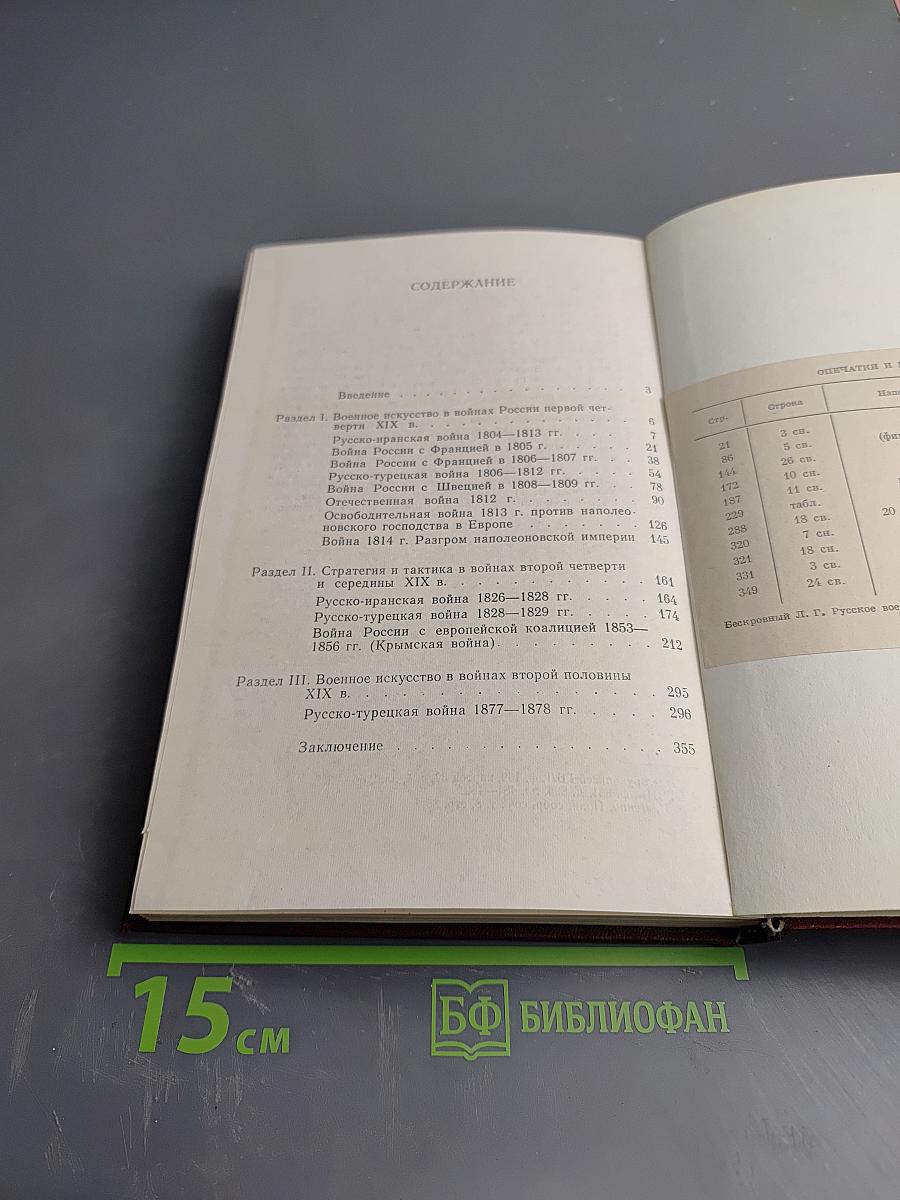 СОДЕРЖАНИЕ
Введение . . . . . . . . . . . . . . . . 3
Раздел I. Военное искусство в войнах России первой чет-
верти XIX в. . . . . . . . . . . . . . 6
Русско-иранская война 1804—1813 гг. . . . . 7
Война России с Францией в 1805 г. . . . . . 21
Война России с Францией в 1806—1807 гг. . . 38
Русско-турецкая война 1806—1812 гг. . . . . 54
Война России с Швецией в 1808—1809 гг. . . 78
Отечественная война 1812 г. . . . . . . . 90
Освободительная война 1813 г. против наполео-
новского господства в Европе . . . . . . . 126
Война 1814 г. Разгром наполеоновской империи 145
Раздел II. Стратегия и тактика в войнах второй четверти
и середины XIX в. . . . . . . . . . . . 161
Русско-иранская война 1826—1828 гг. . . . . 164
Русско-турецкая война 1828—1829 гг. . . . . 174
Война России с европейской коалицией 1853—
1856 гг. (Крымская война). . . . . . . . . 212
Раздел III. Военное искусство в войнах второй половины
XIX в. . . . . . . . . . . . . . . . . 295
Русско-турецкая война 1877—1878 гг. . . . . 296
Заключение . . . . . . . . . . . . . . . 355
ОПЕЧАТКИ И
Стр. Строка Напе
21 3 сн.
86 5 св. (фи
144 26 св.
172 10 сн.
187 11 св.
229 табл.
288 18 св. 20
320 7 сн.
321 18 сн.
331 3 св.
349 24 св.
Бескровный Л. Г. Русское вое
15 см
БФ БИБЛИОФАН